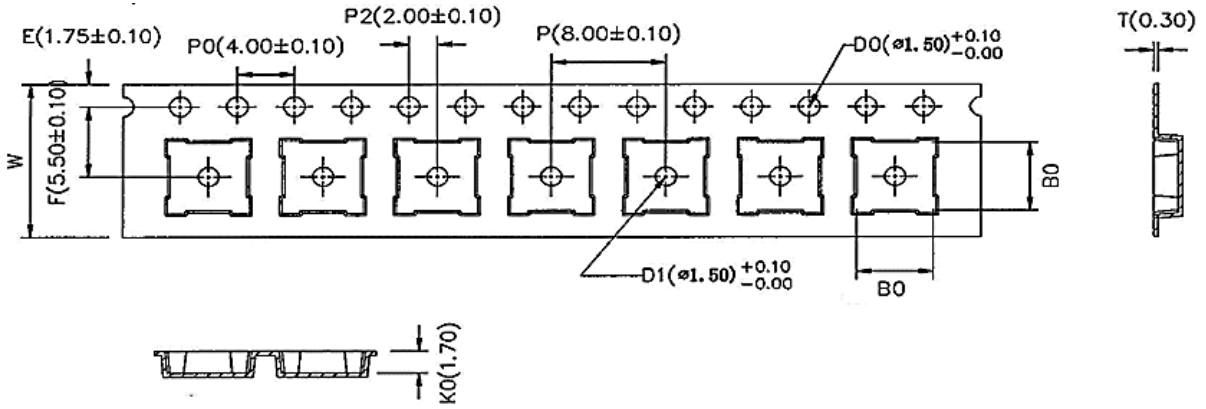 P2(2.00±0.10)
T(0.30)
E(1.75±0.10)
P0(4.00±0.10)
P(8.00±0.10)
D0(⌀1.50)+0.10
-0.00
W
F(5.50±0.10)
B0
D1(⌀1.50)+0.10
-0.00
B0
K0(1.70)